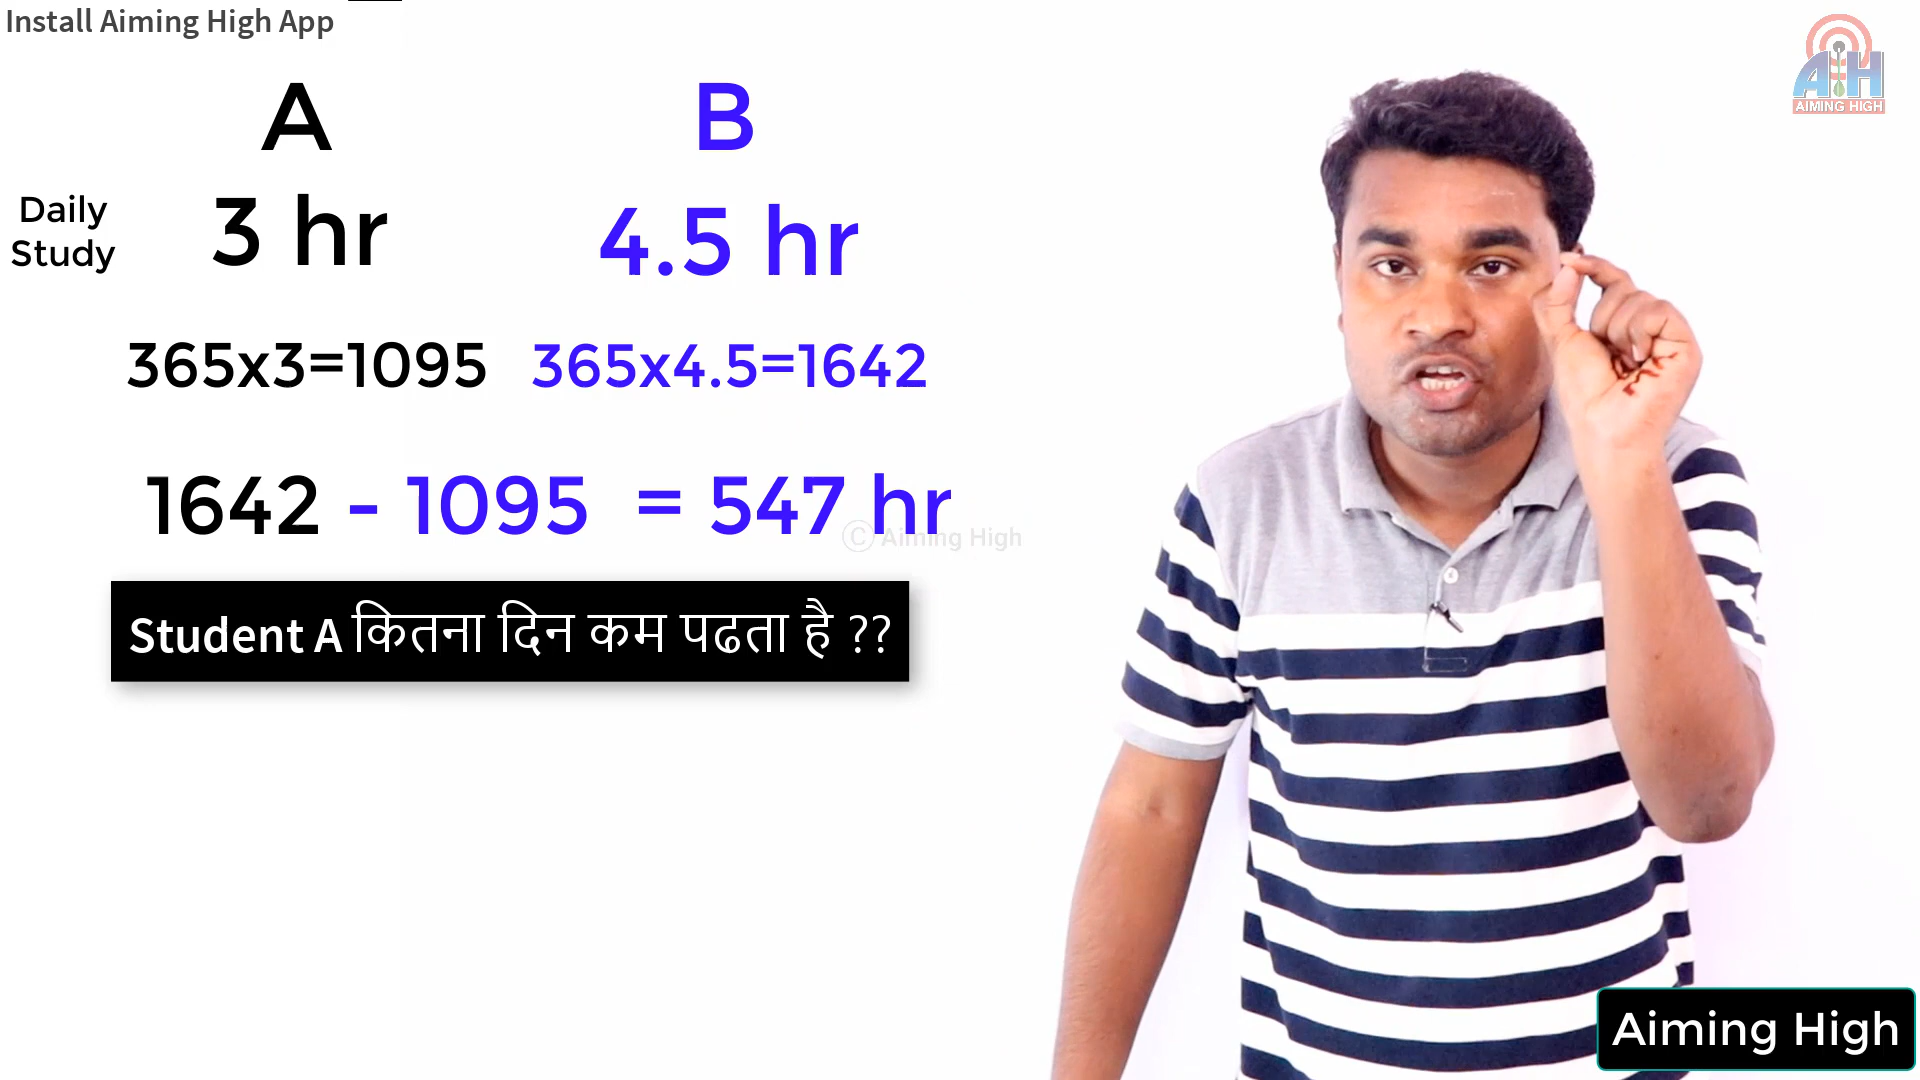 Install Aiming High App
A B
Daily
Study
3 hr 4.5 hr
365x3=1095 365x4.5=1642
1642 - 1095 = 547 hr
© Aiming High
Student A कितना दिन कम पढता है ??
AH
AIMING HIGH
Aiming High